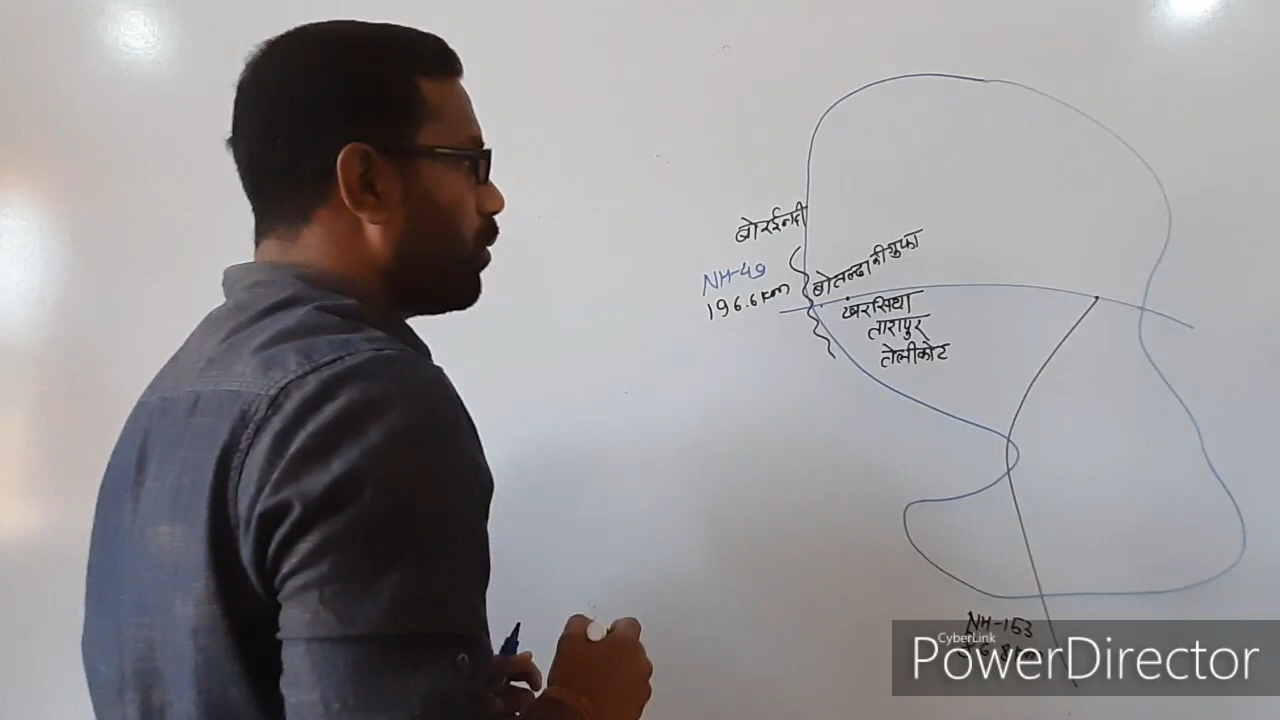 बोरईनदी
NH-49
196.6 km
बोतल्दा की गुफा
खरसिया
तारापुर
तेलीकोट
NH-153
CyberLink
PowerDirector